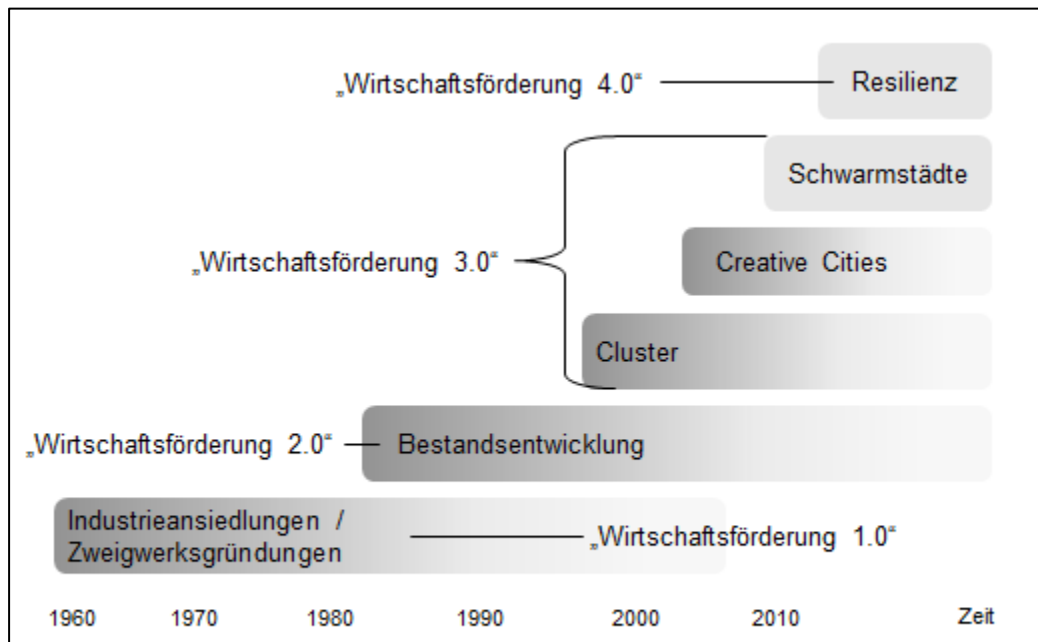 „Wirtschaftsförderung 4.0“
Resilienz
Schwarmstädte
„Wirtschaftsförderung 3.0“
Creative Cities
Cluster
„Wirtschaftsförderung 2.0“
Bestandsentwicklung
Industrieansiedlungen /
Zweigwerksgründungen
„Wirtschaftsförderung 1.0“
1960 1970 1980 1990 2000 2010 Zeit